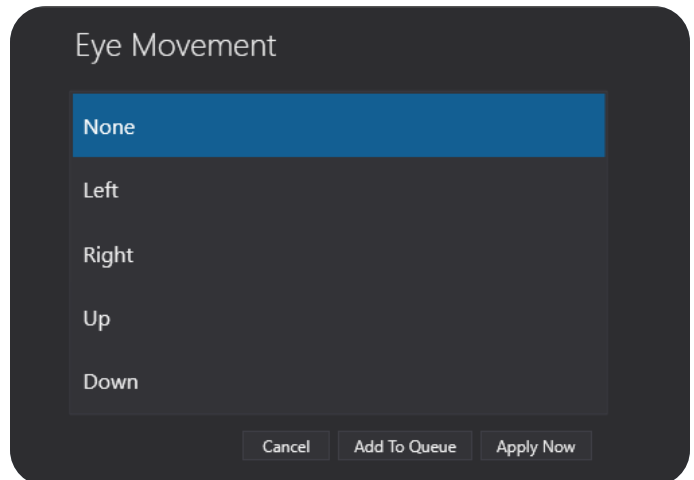 Eye Movement
None
Left
Right
Up
Down
Cancel Add To Queue Apply Now